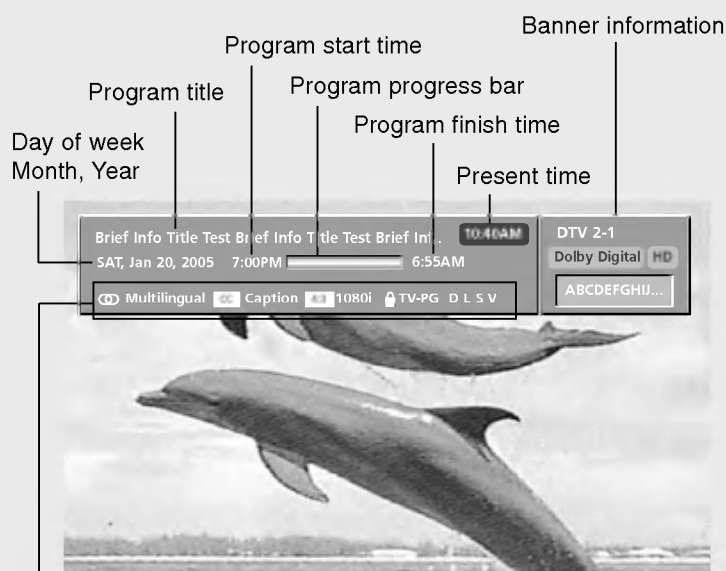 Banner information
Program start time
Program title
Program progress bar
Program finish time
Day of week
Month, Year
Present time
Brief Info Title Test Brief Info Title Test Brief Inf..
10:40AM
DTV 2-1
SAT, Jan 20, 2005 7:00PM 6:55AM
Dolby Digital HD
Multilingual CC Caption 4:3 1080i TV-PG D L S V
ABCDEFGHIJ...